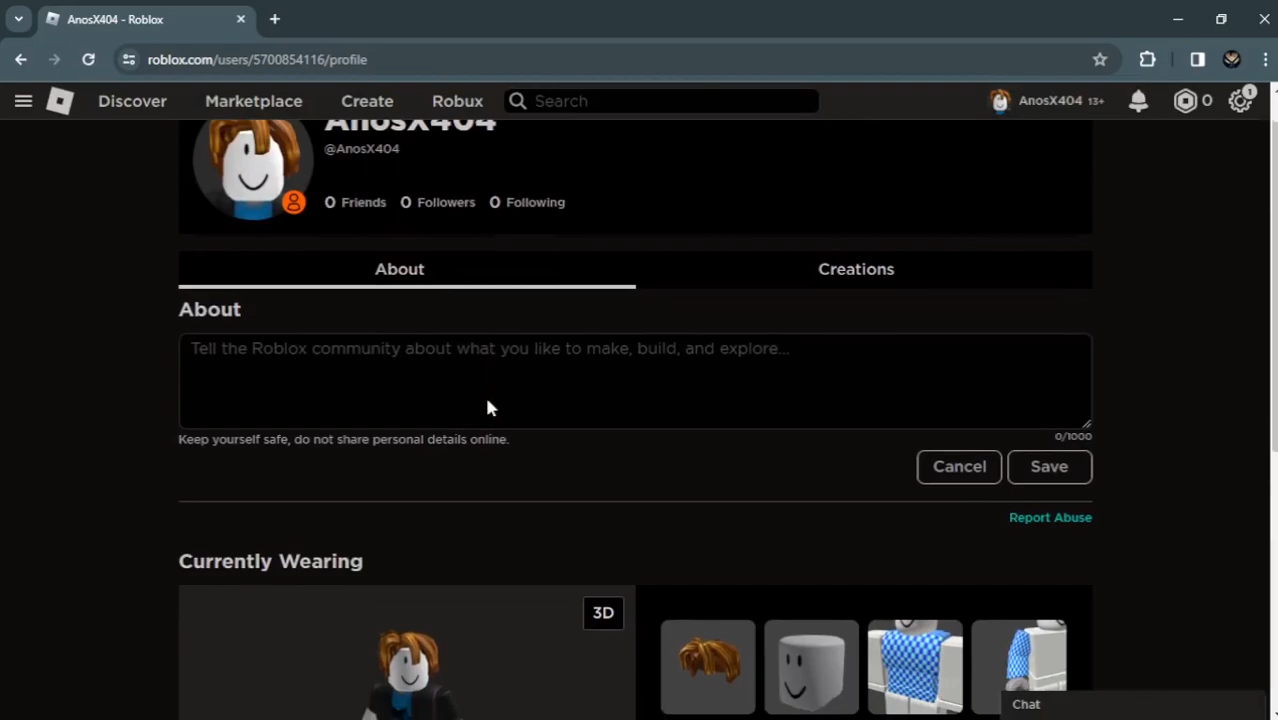 AnosX404 - Roblox
roblox.com/users/5700854116/profile
Discover Marketplace Create Robux Search AnosX404 13+ 0 1
AnosX404
@AnosX404
0 Friends 0 Followers 0 Following
About Creations
About
Tell the Roblox community about what you like to make, build, and explore...
Keep yourself safe, do not share personal details online. 0/1000
Cancel Save
Report Abuse
Currently Wearing
3D
Chat